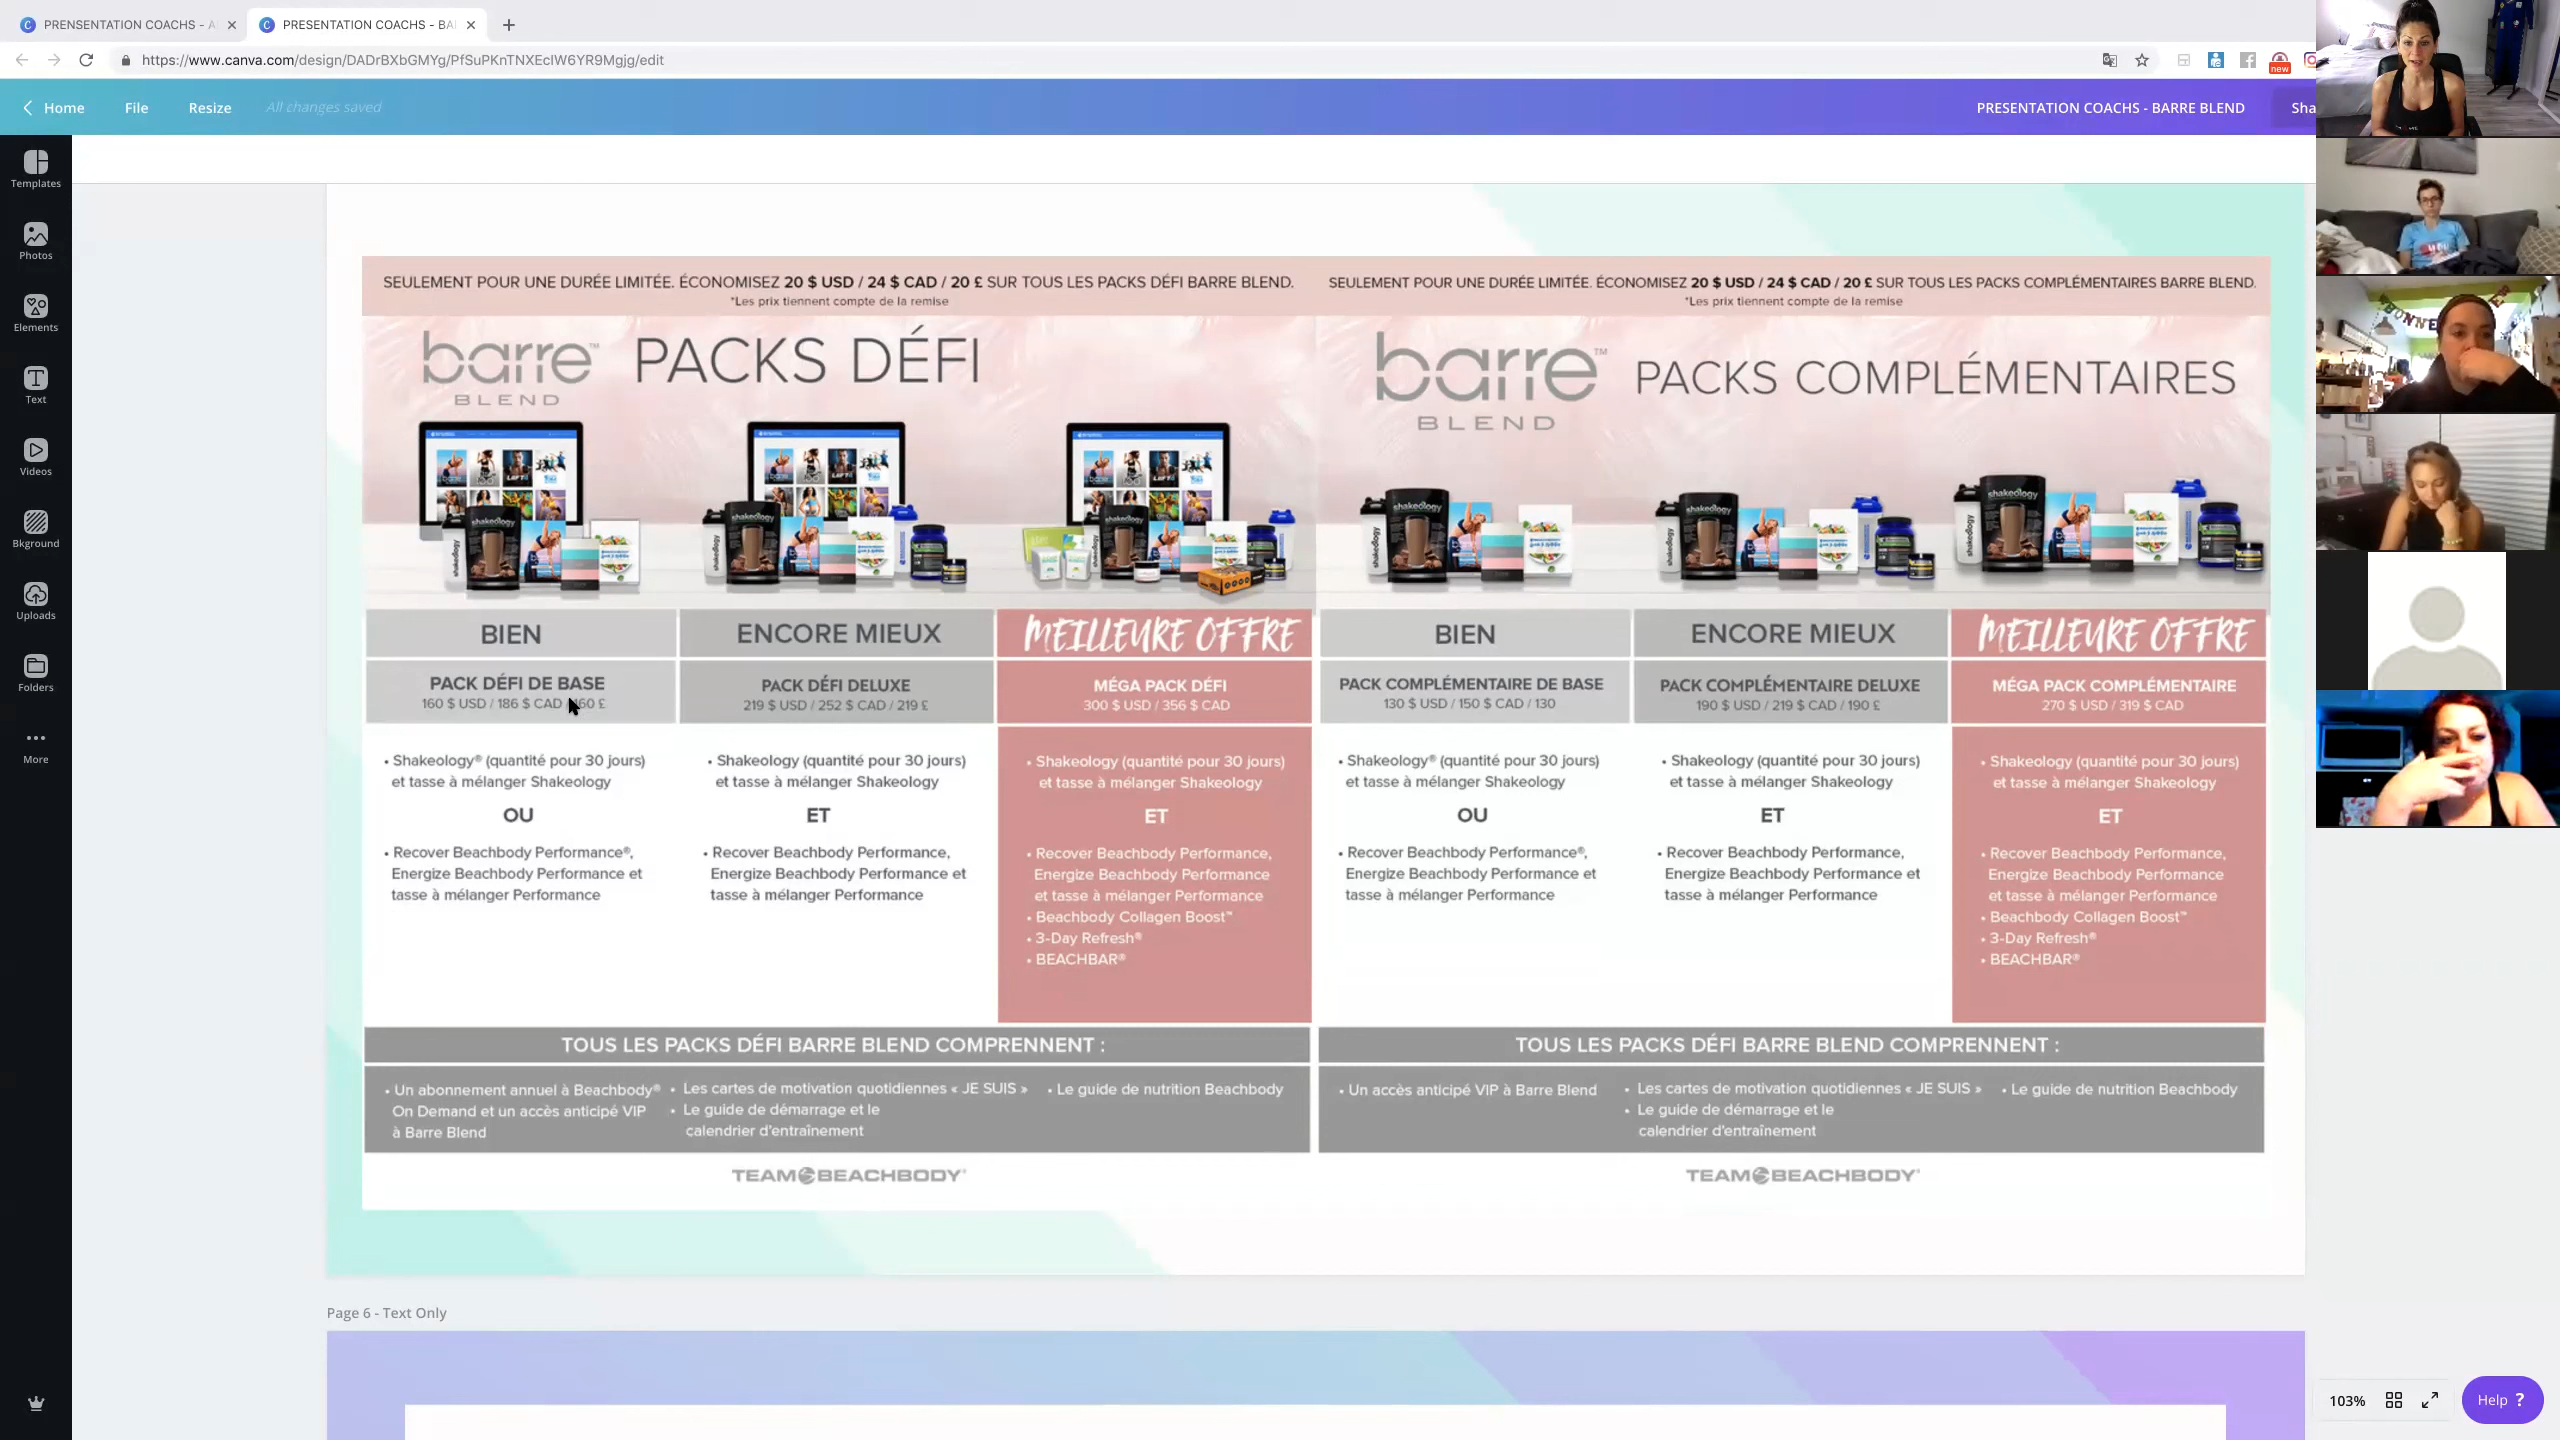 PRENSENTATION COACHS - A
PRESENTATION COACHS - BA
https://www.canva.com/design/DADrBXbGMYg/PfSuPKnTNXEcIW6YR9Mgjg/edit
new
Home
File
Resize
All changes saved
PRESENTATION COACHS - BARRE BLEND
Sha
Templates
Photos
Elements
Text
Videos
Bkground
Uploads
Folders
More
SEULEMENT POUR UNE DURÉE LIMITÉE. ÉCONOMISEZ 20 $ USD / 24 $ CAD / 20 £ SUR TOUS LES PACKS DÉFI BARRE BLEND.
*Les prix tiennent compte de la remise
barre™ PACKS DÉFI
BLEND
shakeology
shakeology
shakeology
BIEN
ENCORE MIEUX
MEILLEURE OFFRE
PACK DÉFI DE BASE
160 $ USD / 186 $ CAD / 160 £
PACK DÉFI DELUXE
219 $ USD / 252 $ CAD / 219 £
MÉGA PACK DÉFI
300 $ USD / 356 $ CAD
• Shakeology® (quantité pour 30 jours)
et tasse à mélanger Shakeology
OU
• Recover Beachbody Performance®,
Energize Beachbody Performance et
tasse à mélanger Performance
• Shakeology (quantité pour 30 jours)
et tasse à mélanger Shakeology
ET
• Recover Beachbody Performance,
Energize Beachbody Performance et
tasse à mélanger Performance
• Shakeology (quantité pour 30 jours)
et tasse à mélanger Shakeology
ET
• Recover Beachbody Performance,
Energize Beachbody Performance
et tasse à mélanger Performance
• Beachbody Collagen Boost™
• 3-Day Refresh®
• BEACHBAR®
TOUS LES PACKS DÉFI BARRE BLEND COMPRENNENT :
• Un abonnement annuel à Beachbody®
On Demand et un accès anticipé VIP
à Barre Blend
• Les cartes de motivation quotidiennes « JE SUIS »
• Le guide de démarrage et le
calendrier d'entraînement
• Le guide de nutrition Beachbody
TEAM BEACHBODY
SEULEMENT POUR UNE DURÉE LIMITÉE. ÉCONOMISEZ 20 $ USD / 24 $ CAD / 20 £ SUR TOUS LES PACKS COMPLÉMENTAIRES BARRE BLEND.
*Les prix tiennent compte de la remise
barre™ PACKS COMPLÉMENTAIRES
BLEND
shakeology
shakeology
shakeology
BIEN
ENCORE MIEUX
MEILLEURE OFFRE
PACK COMPLÉMENTAIRE DE BASE
130 $ USD / 150 $ CAD / 130
PACK COMPLÉMENTAIRE DELUXE
190 $ USD / 219 $ CAD / 190 £
MÉGA PACK COMPLÉMENTAIRE
270 $ USD / 319 $ CAD
• Shakeology® (quantité pour 30 jours)
et tasse à mélanger Shakeology
OU
• Recover Beachbody Performance®,
Energize Beachbody Performance et
tasse à mélanger Performance
• Shakeology (quantité pour 30 jours)
et tasse à mélanger Shakeology
ET
• Recover Beachbody Performance,
Energize Beachbody Performance et
tasse à mélanger Performance
• Shakeology (quantité pour 30 jours)
et tasse à mélanger Shakeology
ET
• Recover Beachbody Performance,
Energize Beachbody Performance
et tasse à mélanger Performance
• Beachbody Collagen Boost™
• 3-Day Refresh®
• BEACHBAR®
TOUS LES PACKS DÉFI BARRE BLEND COMPRENNENT :
• Un accès anticipé VIP à Barre Blend
• Les cartes de motivation quotidiennes « JE SUIS »
• Le guide de démarrage et le
calendrier d'entraînement
• Le guide de nutrition Beachbody
TEAM BEACHBODY
Page 6 - Text Only
103%
Help ?